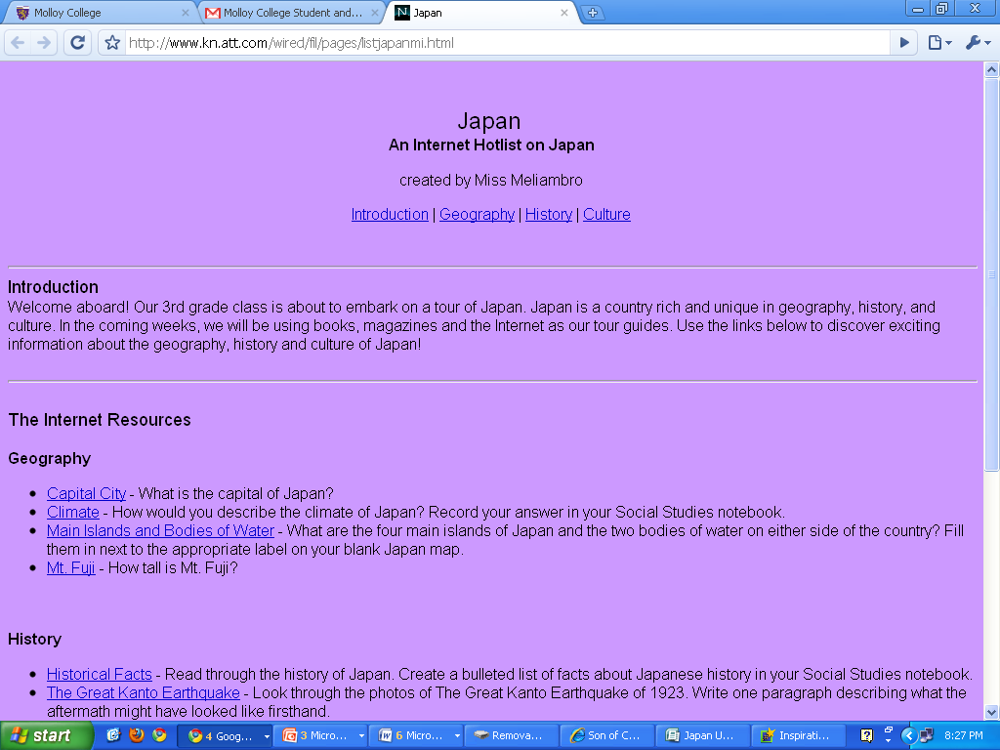 Molloy College
Molloy College Student and...
Japan
http://www.kn.att.com/wired/fil/pages/listjapanmi.html
Japan
An Internet Hotlist on Japan
created by Miss Meliambro
Introduction | Geography | History | Culture
Introduction
Welcome aboard! Our 3rd grade class is about to embark on a tour of Japan. Japan is a country rich and unique in geography, history, and
culture. In the coming weeks, we will be using books, magazines and the Internet as our tour guides. Use the links below to discover exciting
information about the geography, history and culture of Japan!
The Internet Resources
Geography
• Capital City - What is the capital of Japan?
• Climate - How would you describe the climate of Japan? Record your answer in your Social Studies notebook.
• Main Islands and Bodies of Water - What are the four main islands of Japan and the two bodies of water on either side of the country? Fill
them in next to the appropriate label on your blank Japan map.
• Mt. Fuji - How tall is Mt. Fuji?
History
• Historical Facts - Read through the history of Japan. Create a bulleted list of facts about Japanese history in your Social Studies notebook.
• The Great Kanto Earthquake - Look through the photos of The Great Kanto Earthquake of 1923. Write one paragraph describing what the
aftermath might have looked like firsthand.
start 4 Goog... 3 Micro... 6 Micro... Remova... Son of C... Japan U... Inspirati... 8:27 PM